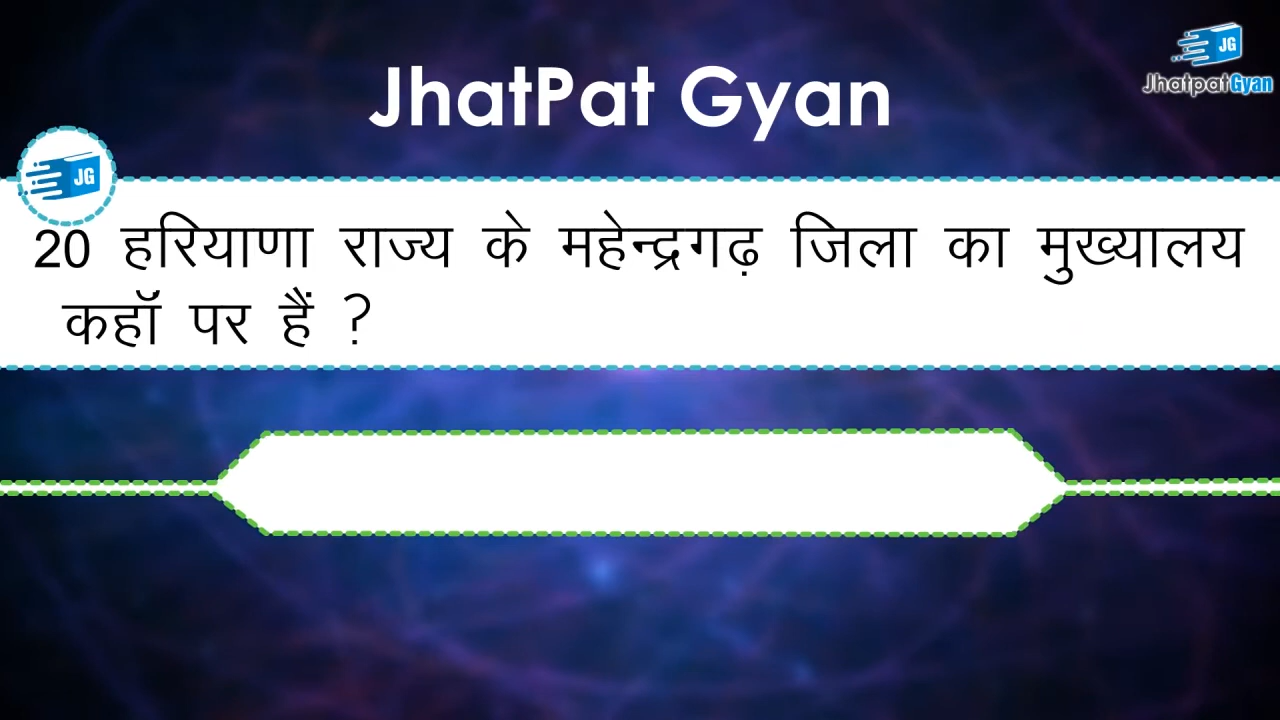 JG
JhatpatGyan
JhatPat Gyan
JG
20 हरियाणा राज्य के महेन्द्रगढ़ जिला का मुख्यालय
कहॉ पर हैं ?